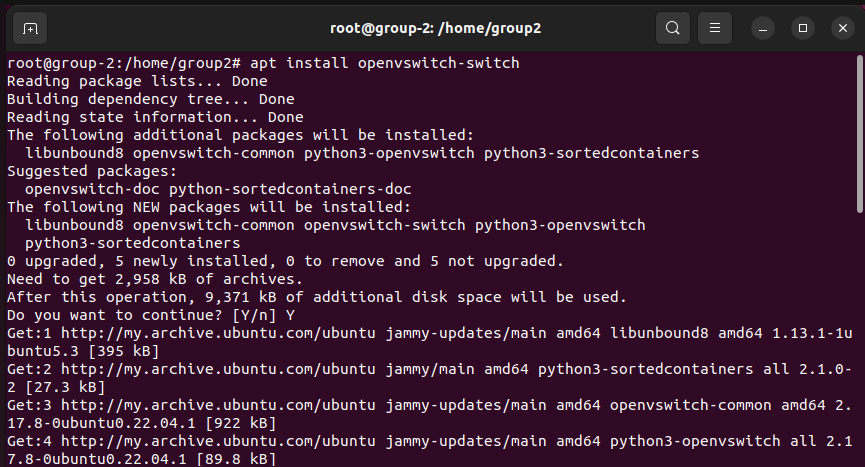 root@group-2: /home/group2
root@group-2:/home/group2# apt install openvswitch-switch
Reading package lists... Done
Building dependency tree... Done
Reading state information... Done
The following additional packages will be installed:
  libunbound8 openvswitch-common python3-openvswitch python3-sortedcontainers
Suggested packages:
  openvswitch-doc python-sortedcontainers-doc
The following NEW packages will be installed:
  libunbound8 openvswitch-common openvswitch-switch python3-openvswitch
  python3-sortedcontainers
0 upgraded, 5 newly installed, 0 to remove and 5 not upgraded.
Need to get 2,958 kB of archives.
After this operation, 9,371 kB of additional disk space will be used.
Do you want to continue? [Y/n] Y
Get:1 http://my.archive.ubuntu.com/ubuntu jammy-updates/main amd64 libunbound8 amd64 1.13.1-1u
buntu5.3 [395 kB]
Get:2 http://my.archive.ubuntu.com/ubuntu jammy/main amd64 python3-sortedcontainers all 2.1.0-
2 [27.3 kB]
Get:3 http://my.archive.ubuntu.com/ubuntu jammy-updates/main amd64 openvswitch-common amd64 2.
17.8-0ubuntu0.22.04.1 [922 kB]
Get:4 http://my.archive.ubuntu.com/ubuntu jammy-updates/main amd64 python3-openvswitch all 2.1
7.8-0ubuntu0.22.04.1 [89.8 kB]